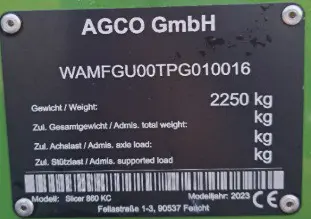 AGCO GmbH
WAMFGU00TPG010016
Gewicht / Weight: 2250 kg
Zul. Gesamtgewicht / Admis. total weight: kg
Zul. Achslast / Admis. axle load: kg
Zul. Stützlast / Admis. supported load kg
Modell: Slicer 860 KC Modelljahr: 2023 CE
Fellastraße 1-3, 90537 Feucht